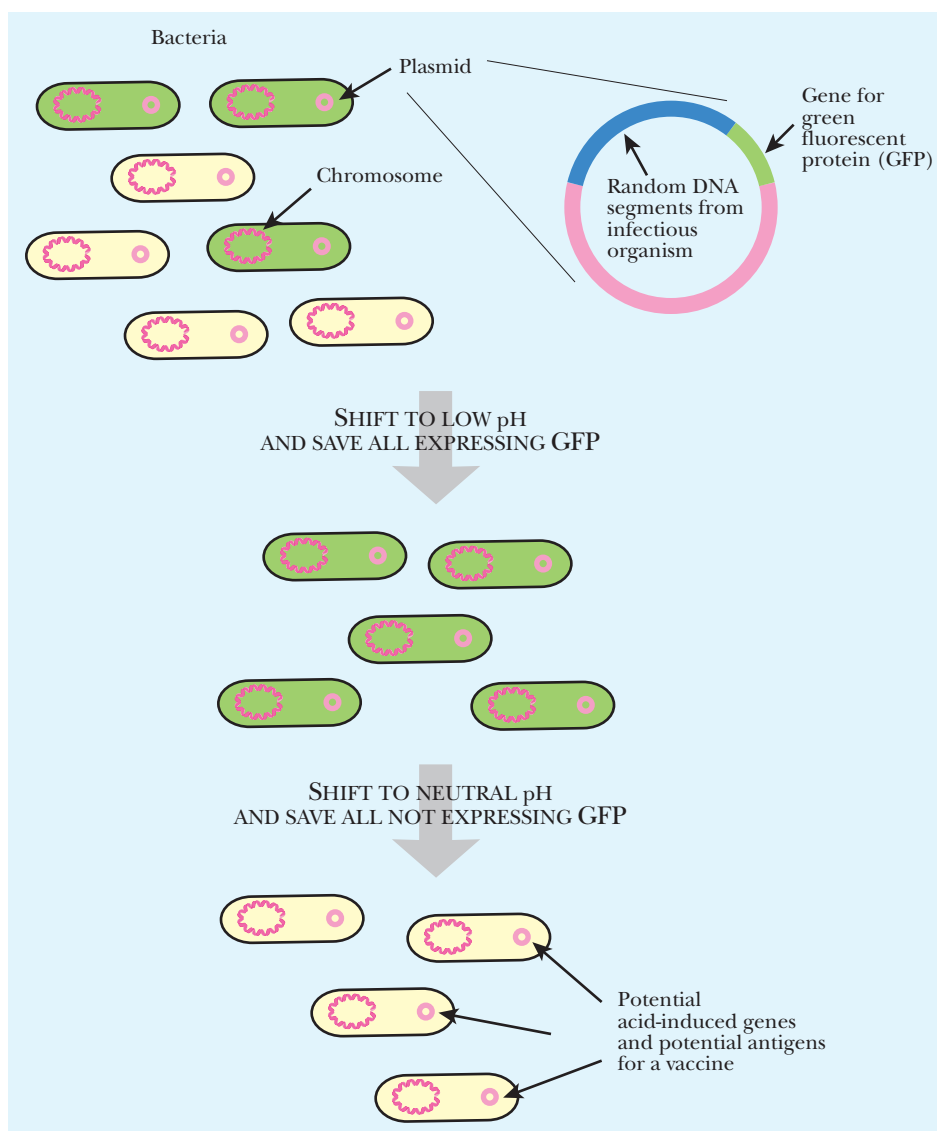 Bacteria
Plasmid
Gene for
green
fluorescent
protein (GFP)
Chromosome
Random DNA
segments from
infectious
organism
SHIFT TO LOW pH
AND SAVE ALL EXPRESSING GFP
SHIFT TO NEUTRAL pH
AND SAVE ALL NOT EXPRESSING GFP
Potential
acid-induced genes
and potential antigens
for a vaccine